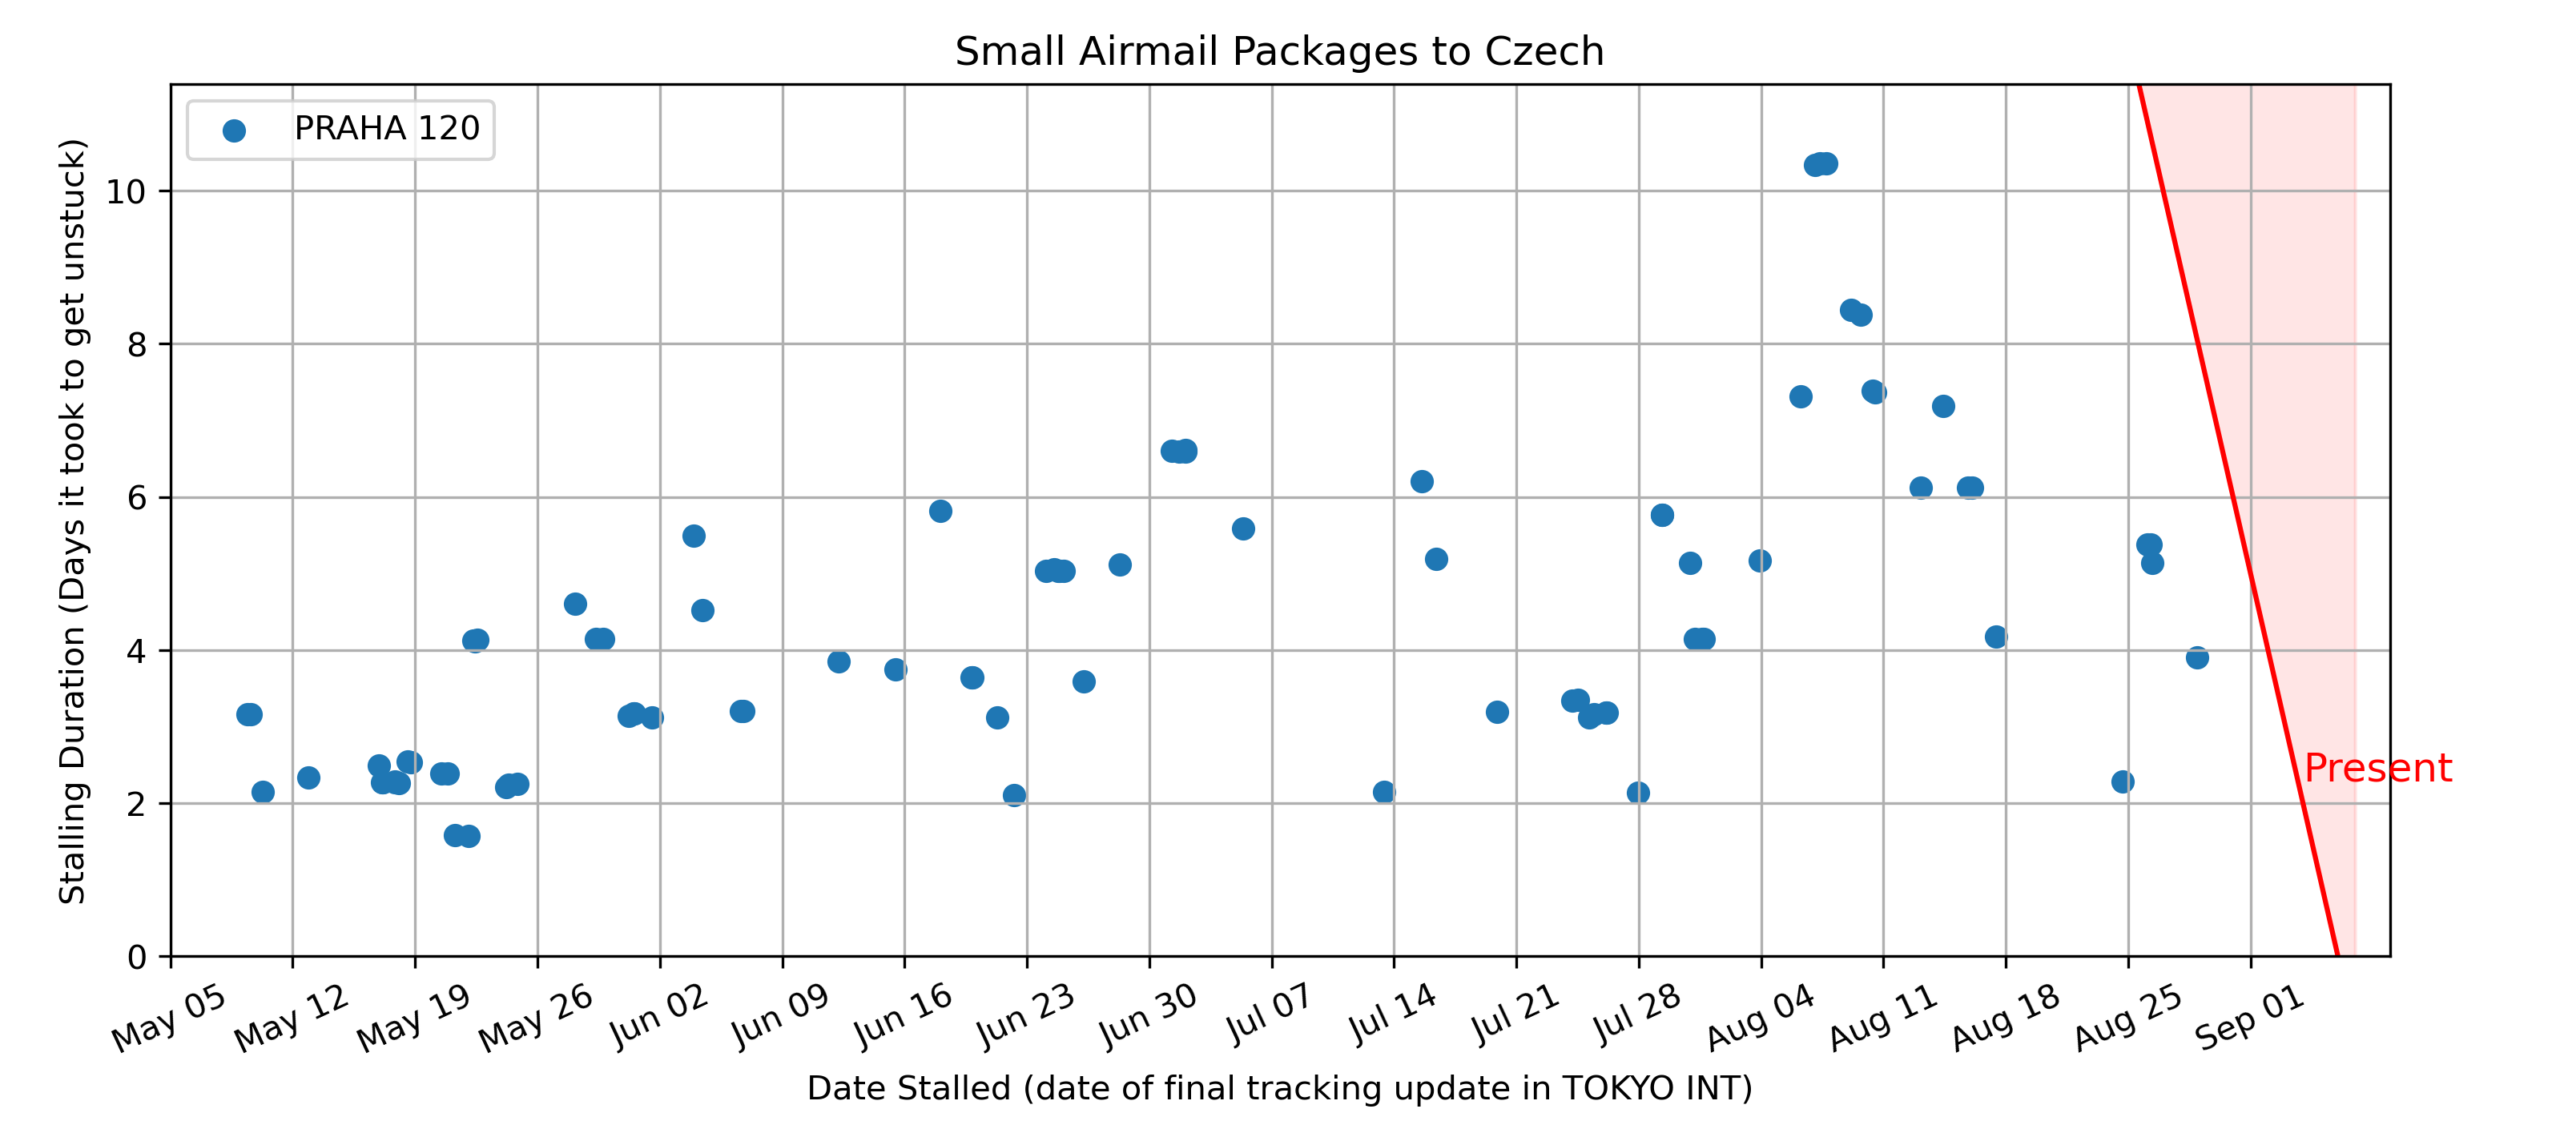 Small Airmail Packages to Czech
PRAHA 120
Stalling Duration (Days it took to get unstuck)
10
8
6
4
2
0
Present
May 05
May 12
May 19
May 26
Jun 02
Jun 09
Jun 16
Jun 23
Jun 30
Jul 07
Jul 14
Jul 21
Jul 28
Aug 04
Aug 11
Aug 18
Aug 25
Sep 01
Date Stalled (date of final tracking update in TOKYO INT)